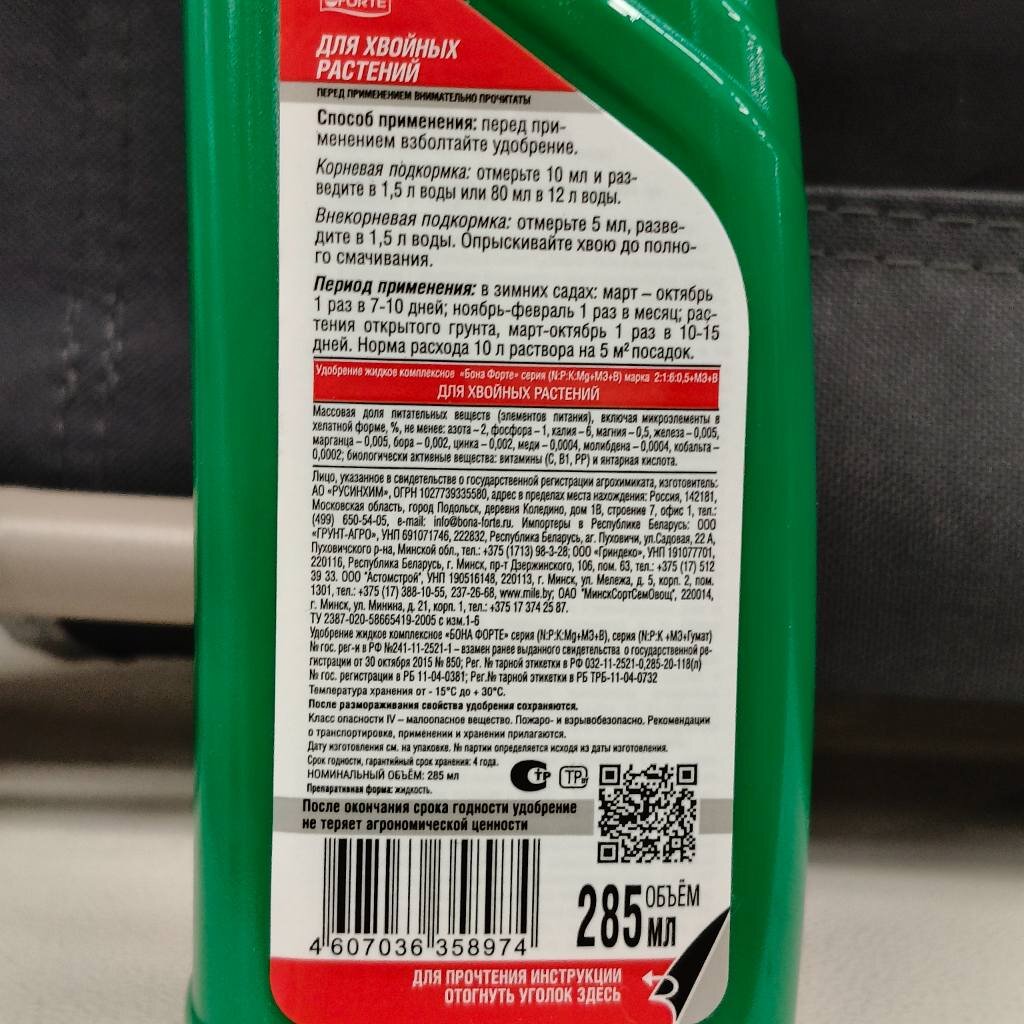 ФОРТЕ
ДЛЯ ХВОЙНЫХ
РАСТЕНИЙ
ПЕРЕД ПРИМЕНЕНИЕМ ВНИМАТЕЛЬНО ПРОЧИТАТЬ
Способ применения: перед при-
менением взболтайте удобрение.
Корневая подкормка: отмерьте 10 мл и раз-
ведите в 1,5 л воды или 80 мл в 12 л воды.
Внекорневая подкормка: отмерьте 5 мл, разве-
дите в 1,5 л воды. Опрыскивайте хвою до полно-
го смачивания.
Период применения: в зимних садах: март – октябрь
1 раз в 7-10 дней; ноябрь-февраль 1 раз в месяц; рас-
тения открытого грунта, март-октябрь 1 раз в 10-15
дней. Норма расхода 10 л раствора на 5 м² посадок.
Удобрение жидкое комплексное «Бона Форте» серия (N:P:K:Mg+МЭ+В) марка 2:1:6:0,5+МЭ+В
ДЛЯ ХВОЙНЫХ РАСТЕНИЙ
Массовая доля питательных веществ (элементов питания), включая микроэлементы в
хелатной форме, %, не менее: азота – 2, фосфора – 1, калия – 6, магния – 0,5, железа – 0,005,
марганца – 0,005, бора – 0,002, цинка – 0,002, меди – 0,0004, молибдена – 0,0004, кобальта –
0,0002; биологически активные вещества: витамины (С, В1, РР) и янтарная кислота.
Лицо, указанное в свидетельстве о государственной регистрации агрохимиката, изготовитель:
АО «РУСИНХИМ», ОГРН 1027739335580, адрес в пределах места нахождения: Россия, 142181,
Московская область, город Подольск, деревня Коледино, дом 1В, строение 7, офис 1, тел.:
(499) 650-54-05, e-mail: info@bona-forte.ru. Импортеры в Республике Беларусь: ООО
«ГРУНТ-АГРО», УНП 691071746, 222832, Республика Беларусь, аг. Пуховичи, ул.Садовая, 22 А,
Пуховичского р-на, Минской обл., тел.: +375 (1713) 98-3-28; ООО «Гриндеко», УНП 191077701,
220116, Республика Беларусь, г. Минск, пр-т Дзержинского, 106, пом. 63, тел.: +375 (17) 512
39 33. ООО "Астомстрой", УНП 190516148, 220113, г. Минск, ул. Мележа, д. 5, корп. 2, пом.
1301, тел.: +375 (17) 388-10-55, 237-26-68, www.mile.by; ОАО "МинскСортСемОвощ", 220014,
г. Минск, ул. Минина, д. 21, корп. 1, тел.: +375 17 374 25 87.
ТУ 2387-020-58665419-2005 с изм.1-6
Удобрение жидкое комплексное «БОНА ФОРТЕ» серия (N:P:K:Mg+МЭ+В), серия (N:P:K +МЭ+Гумат)
№ гос. рег-и в РФ №241-11-2521-1 – взамен ранее выданного свидетельства о государственной ре-
гистрации от 30 октября 2015 № 850; Рег. № тарной этикетки в РФ 032-11-2521-0,285-20-118(л)
№ гос. регистрации в РБ 11-04-0381; Рег.№ тарной этикетки в РБ ТРБ-11-04-0732
Температура хранения от - 15°С до + 30°С.
После размораживания свойства удобрения сохраняются.
Класс опасности IV – малоопасное вещество. Пожаро- и взрывобезопасно. Рекомендации
о транспортировке, применении и хранении прилагаются.
Дату изготовления см. на упаковке. № партии определяется исходя из даты изготовления.
Срок годности, гарантийный срок хранения: 4 года.
НОМИНАЛЬНЫЙ ОБЪЁМ: 285 мл
Препаративная форма: жидкость.
После окончания срока годности удобрение
не теряет агрономической ценности
4 607036 358974
285 ОБЪЁМ
МЛ
ДЛЯ ПРОЧТЕНИЯ ИНСТРУКЦИИ
ОТОГНУТЬ УГОЛОК ЗДЕСЬ